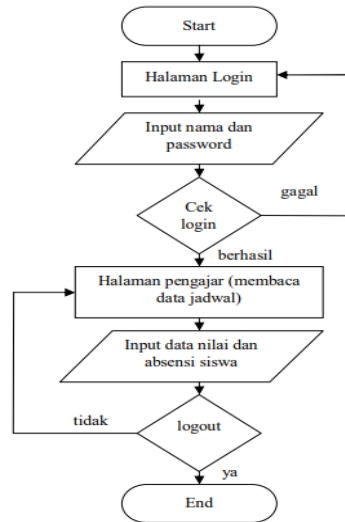 Start
Halaman Login
Input nama dan
password
Cek
login
gagal
berhasil
Halaman pengajar (membaca
data jadwal)
Input data nilai dan
absensi siswa
tidak
logout
ya
End